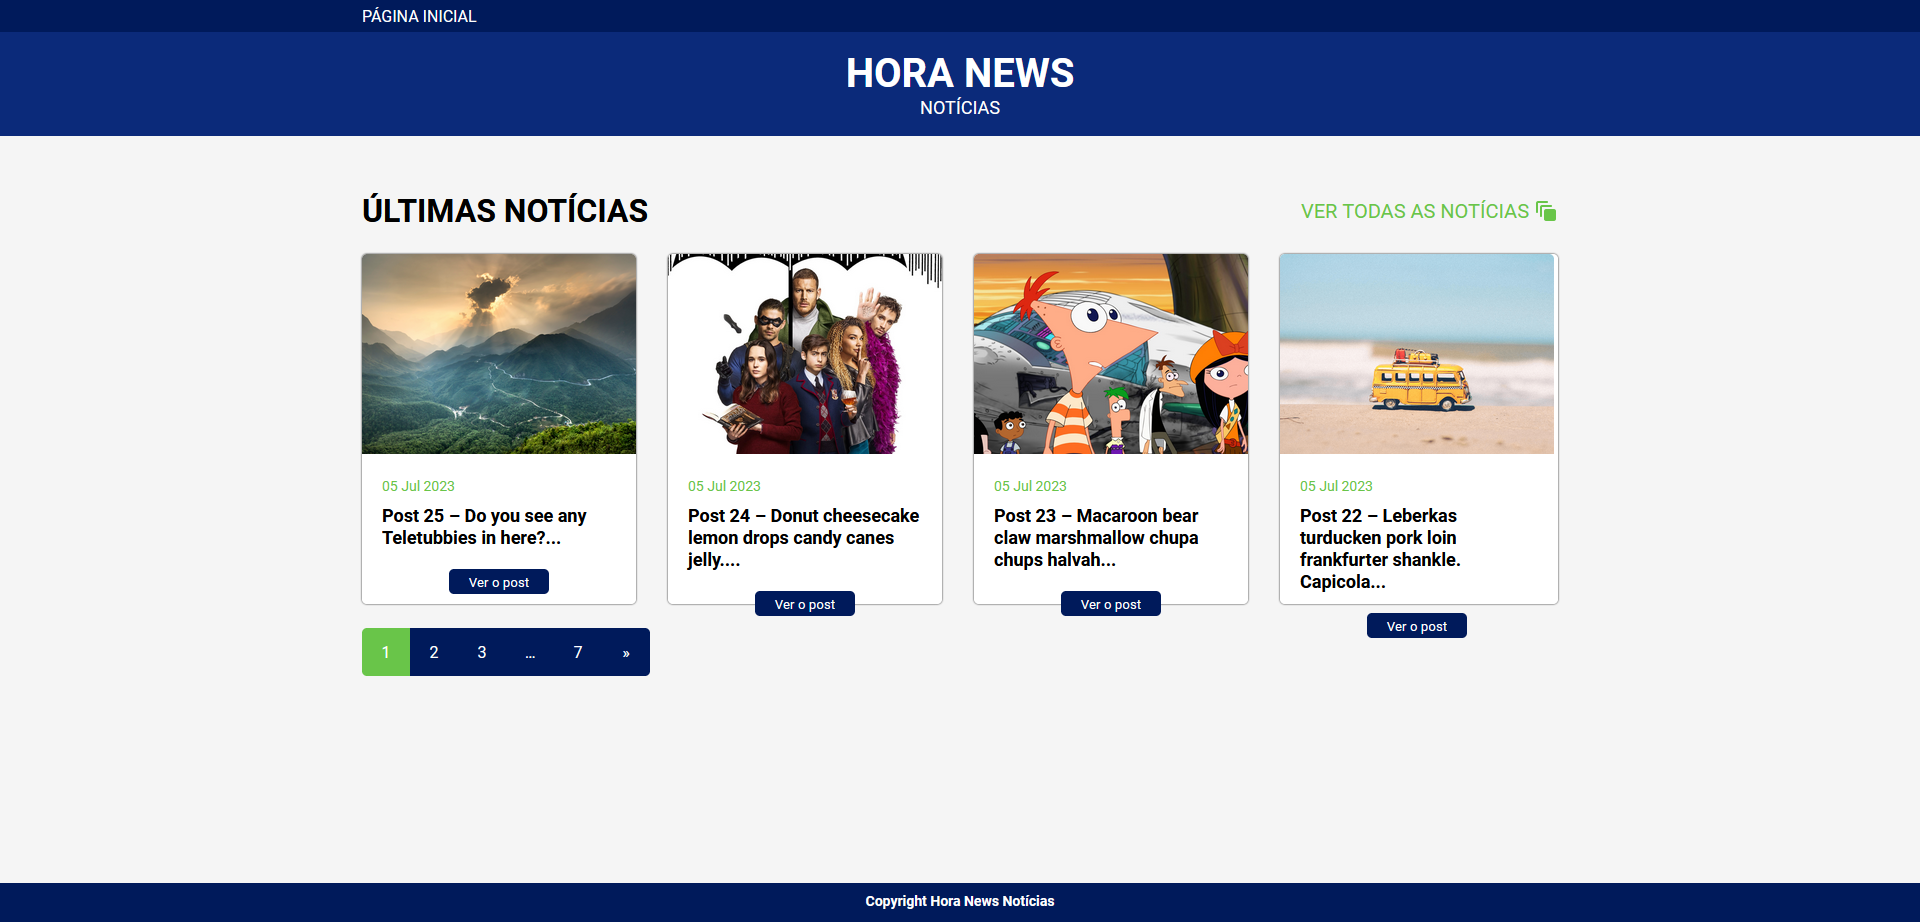 PÁGINA INICIAL
HORA NEWS
NOTÍCIAS
ÚLTIMAS NOTÍCIAS
VER TODAS AS NOTÍCIAS
05 Jul 2023
Post 25 – Do you see any
Teletubbies in here?...
Ver o post
05 Jul 2023
Post 24 – Donut cheesecake
lemon drops candy canes
jelly....
Ver o post
05 Jul 2023
Post 23 – Macaroon bear
claw marshmallow chupa
chups halvah...
Ver o post
05 Jul 2023
Post 22 – Leberkas
turducken pork loin
frankfurter shankle.
Capicola...
Ver o post
1 2 3 ... 7 »
Copyright Hora News Notícias